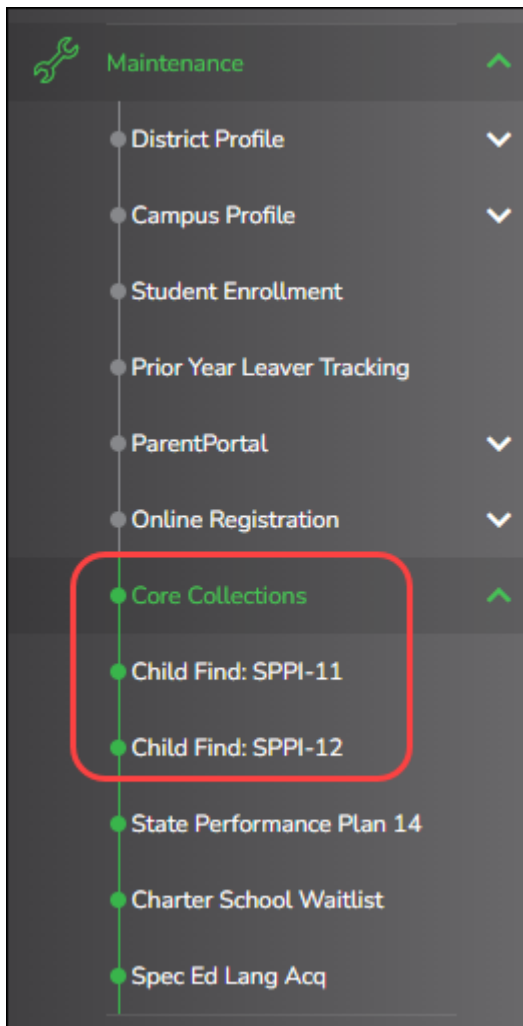 Maintenance
District Profile
Campus Profile
Student Enrollment
Prior Year Leaver Tracking
ParentPortal
Online Registration
Core Collections
Child Find: SPPI-11
Child Find: SPPI-12
State Performance Plan 14
Charter School Waitlist
Spec Ed Lang Acq